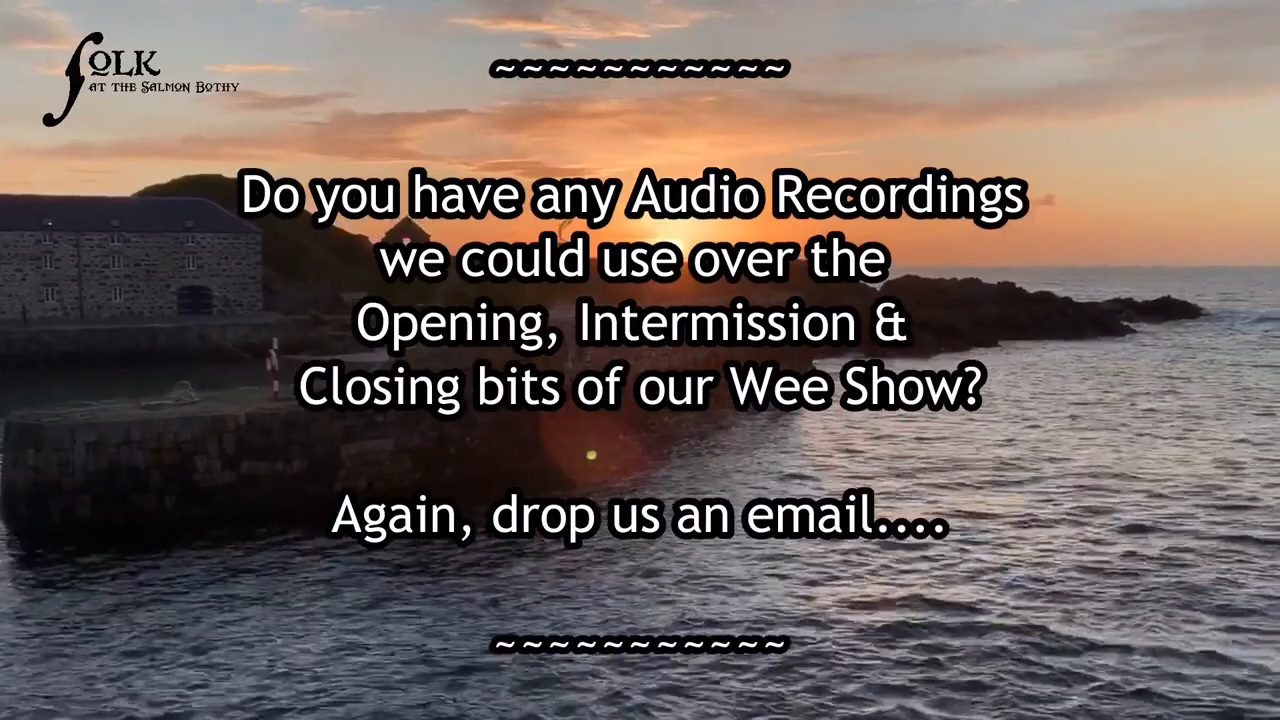 FOLK
AT THE SALMON BOTHY
~~~~~~~~~~~
Do you have any Audio Recordings
we could use over the
Opening, Intermission &
Closing bits of our Wee Show?
Again, drop us an email....
~~~~~~~~~~~